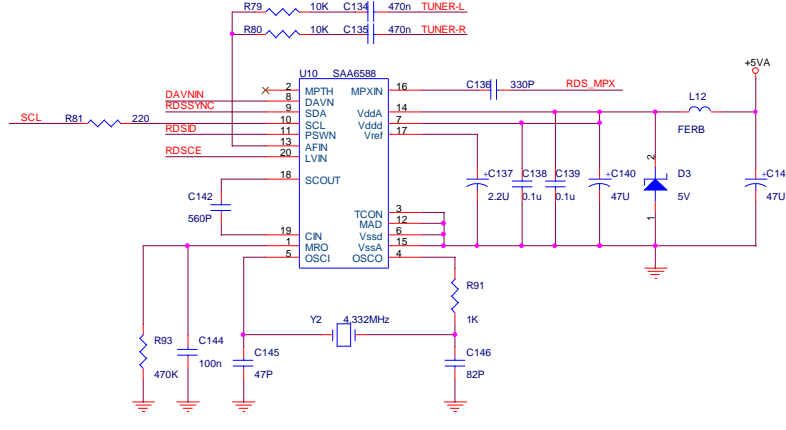 R79 10K C134 470n TUNER-L
R80 10K C135 470n TUNER-R
+5VA
U10 SAA6588
2 MPTH MPXIN 16 C136 330P RDS_MPX
DAVNIN 8 DAVN
RDSSYNC 9 SDA VddA 14 L12
SCL R81 220 10 SCL Vddd 7 FERB
RDSID 11 PSWN Vref 17
13 AFIN
RDSCE 20 LVIN
18 SCOUT
+C137 C138 C139 +C140 2 D3 +C14
2.2U 0.1u 0.1u 47U 1 5V 47U
C142
560P
TCON 3
MAD 12
19 CIN Vssd 6
1 MRO VssA 15
5 OSCI OSCO 4
R91
1K
Y2 4.332MHz
R93 C144 C145 C146
470K 100n 47P 82P